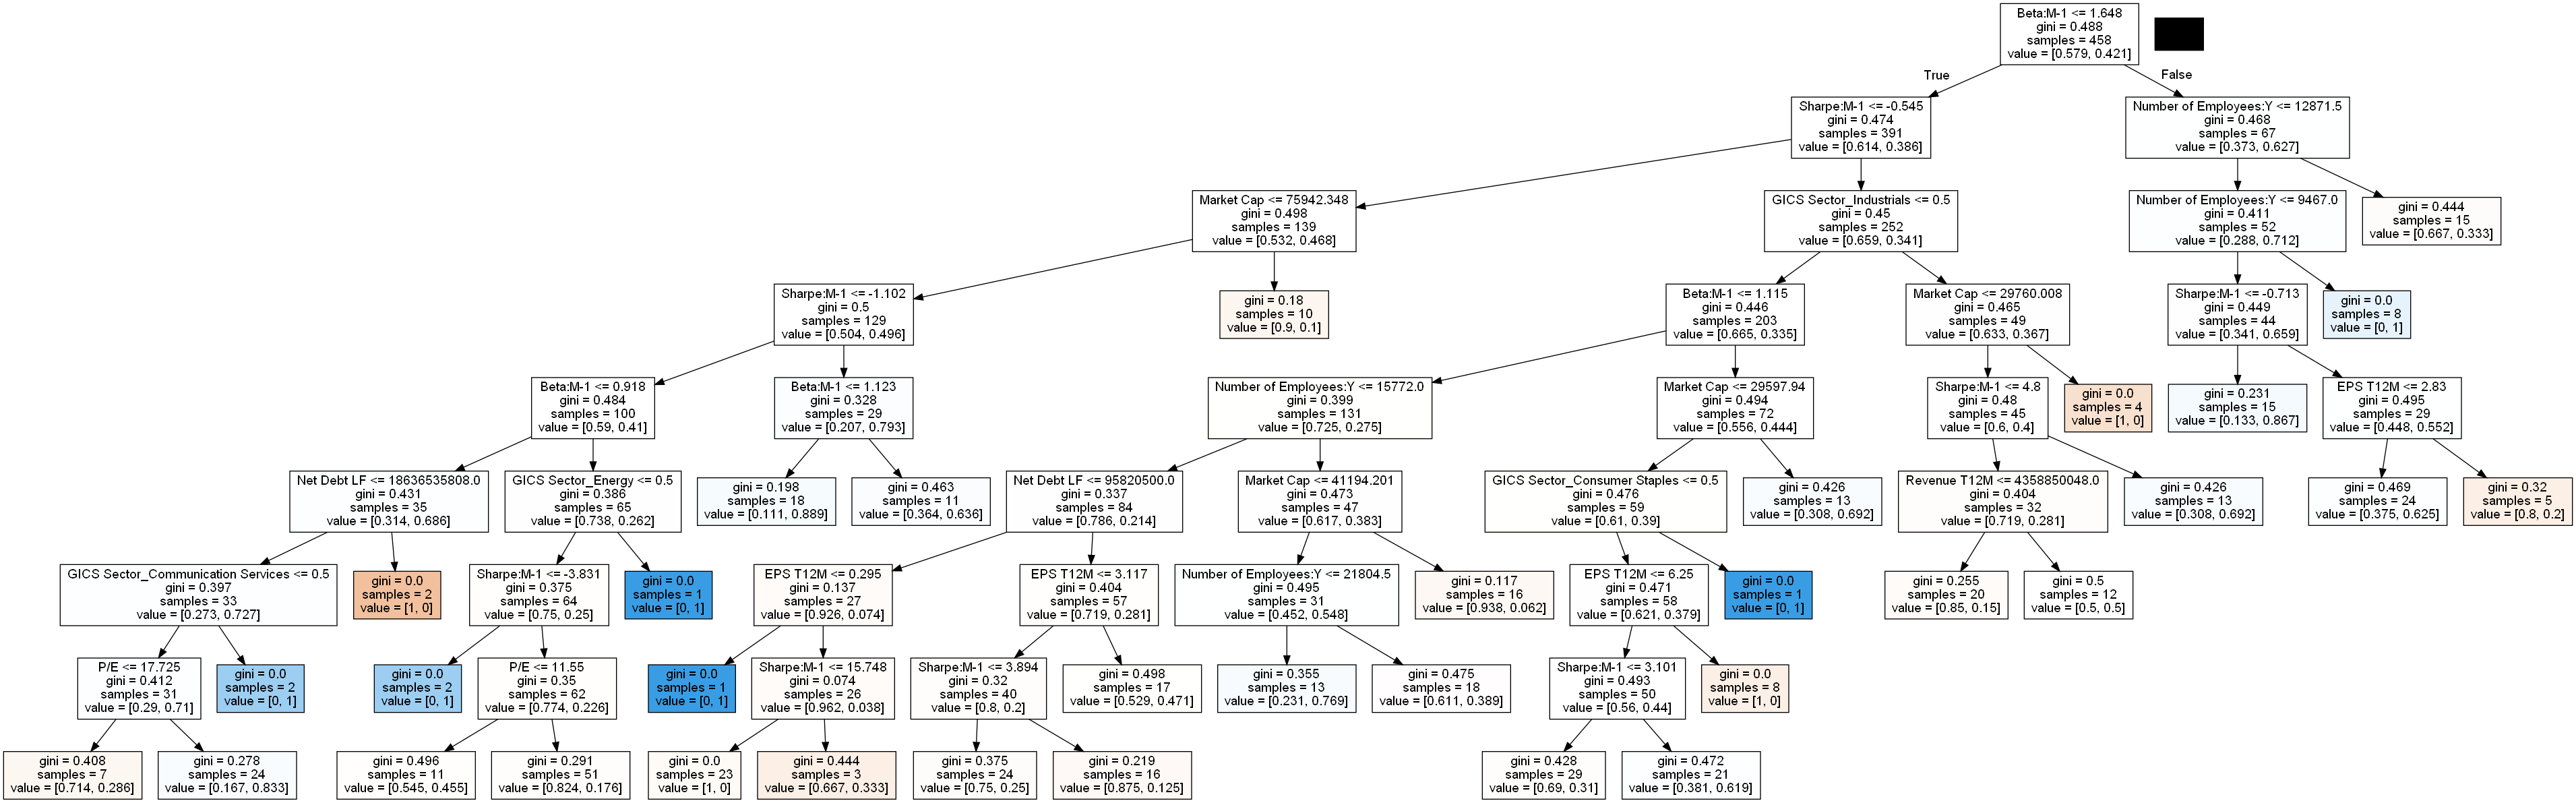 Beta:M-1 <= 1.648
gini = 0.488
samples = 458
value = [0.579, 0.421]
True
False
Sharpe:M-1 <= -0.545
gini = 0.474
samples = 391
value = [0.614, 0.386]
Number of Employees:Y <= 12871.5
gini = 0.468
samples = 67
value = [0.373, 0.627]
Market Cap <= 75942.348
gini = 0.498
samples = 139
value = [0.532, 0.468]
GICS Sector_Industrials <= 0.5
gini = 0.45
samples = 252
value = [0.659, 0.341]
Number of Employees:Y <= 9467.0
gini = 0.411
samples = 52
value = [0.288, 0.712]
gini = 0.444
samples = 15
value = [0.667, 0.333]
Sharpe:M-1 <= -1.102
gini = 0.5
samples = 129
value = [0.504, 0.496]
gini = 0.18
samples = 10
value = [0.9, 0.1]
Beta:M-1 <= 1.115
gini = 0.446
samples = 203
value = [0.665, 0.335]
Market Cap <= 29760.008
gini = 0.465
samples = 49
value = [0.633, 0.367]
Sharpe:M-1 <= -0.713
gini = 0.449
samples = 44
value = [0.341, 0.659]
gini = 0.0
samples = 8
value = [0, 1]
Beta:M-1 <= 0.918
gini = 0.484
samples = 100
value = [0.59, 0.41]
Beta:M-1 <= 1.123
gini = 0.328
samples = 29
value = [0.207, 0.793]
Number of Employees:Y <= 15772.0
gini = 0.399
samples = 131
value = [0.725, 0.275]
Market Cap <= 29597.94
gini = 0.494
samples = 72
value = [0.556, 0.444]
Sharpe:M-1 <= 4.8
gini = 0.48
samples = 45
value = [0.6, 0.4]
gini = 0.0
samples = 4
value = [1, 0]
gini = 0.231
samples = 15
value = [0.133, 0.867]
EPS T12M <= 2.83
gini = 0.495
samples = 29
value = [0.448, 0.552]
Net Debt LF <= 18636535808.0
gini = 0.431
samples = 35
value = [0.314, 0.686]
GICS Sector_Energy <= 0.5
gini = 0.386
samples = 65
value = [0.738, 0.262]
gini = 0.198
samples = 18
value = [0.111, 0.889]
gini = 0.463
samples = 11
value = [0.364, 0.636]
Net Debt LF <= 95820500.0
gini = 0.337
samples = 84
value = [0.786, 0.214]
Market Cap <= 41194.201
gini = 0.473
samples = 47
value = [0.617, 0.383]
GICS Sector_Consumer Staples <= 0.5
gini = 0.476
samples = 59
value = [0.61, 0.39]
gini = 0.426
samples = 13
value = [0.308, 0.692]
Revenue T12M <= 4358850048.0
gini = 0.404
samples = 32
value = [0.719, 0.281]
gini = 0.426
samples = 13
value = [0.308, 0.692]
gini = 0.469
samples = 24
value = [0.375, 0.625]
gini = 0.32
samples = 5
value = [0.8, 0.2]
GICS Sector_Communication Services <= 0.5
gini = 0.397
samples = 33
value = [0.273, 0.727]
gini = 0.0
samples = 2
value = [1, 0]
Sharpe:M-1 <= -3.831
gini = 0.375
samples = 64
value = [0.75, 0.25]
gini = 0.0
samples = 1
value = [0, 1]
EPS T12M <= 0.295
gini = 0.137
samples = 27
value = [0.926, 0.074]
EPS T12M <= 3.117
gini = 0.404
samples = 57
value = [0.719, 0.281]
Number of Employees:Y <= 21804.5
gini = 0.495
samples = 31
value = [0.452, 0.548]
gini = 0.117
samples = 16
value = [0.938, 0.062]
EPS T12M <= 6.25
gini = 0.471
samples = 58
value = [0.621, 0.379]
gini = 0.0
samples = 1
value = [0, 1]
gini = 0.255
samples = 20
value = [0.85, 0.15]
gini = 0.5
samples = 12
value = [0.5, 0.5]
P/E <= 17.725
gini = 0.412
samples = 31
value = [0.29, 0.71]
gini = 0.0
samples = 2
value = [0, 1]
gini = 0.0
samples = 2
value = [0, 1]
P/E <= 11.55
gini = 0.35
samples = 62
value = [0.774, 0.226]
gini = 0.0
samples = 1
value = [0, 1]
Sharpe:M-1 <= 15.748
gini = 0.074
samples = 26
value = [0.962, 0.038]
Sharpe:M-1 <= 3.894
gini = 0.32
samples = 40
value = [0.8, 0.2]
gini = 0.498
samples = 17
value = [0.529, 0.471]
gini = 0.355
samples = 13
value = [0.231, 0.769]
gini = 0.475
samples = 18
value = [0.611, 0.389]
Sharpe:M-1 <= 3.101
gini = 0.493
samples = 50
value = [0.56, 0.44]
gini = 0.0
samples = 8
value = [1, 0]
gini = 0.408
samples = 7
value = [0.714, 0.286]
gini = 0.278
samples = 24
value = [0.167, 0.833]
gini = 0.496
samples = 11
value = [0.545, 0.455]
gini = 0.291
samples = 51
value = [0.824, 0.176]
gini = 0.0
samples = 23
value = [1, 0]
gini = 0.444
samples = 3
value = [0.667, 0.333]
gini = 0.375
samples = 24
value = [0.75, 0.25]
gini = 0.219
samples = 16
value = [0.875, 0.125]
gini = 0.428
samples = 29
value = [0.69, 0.31]
gini = 0.472
samples = 21
value = [0.381, 0.619]